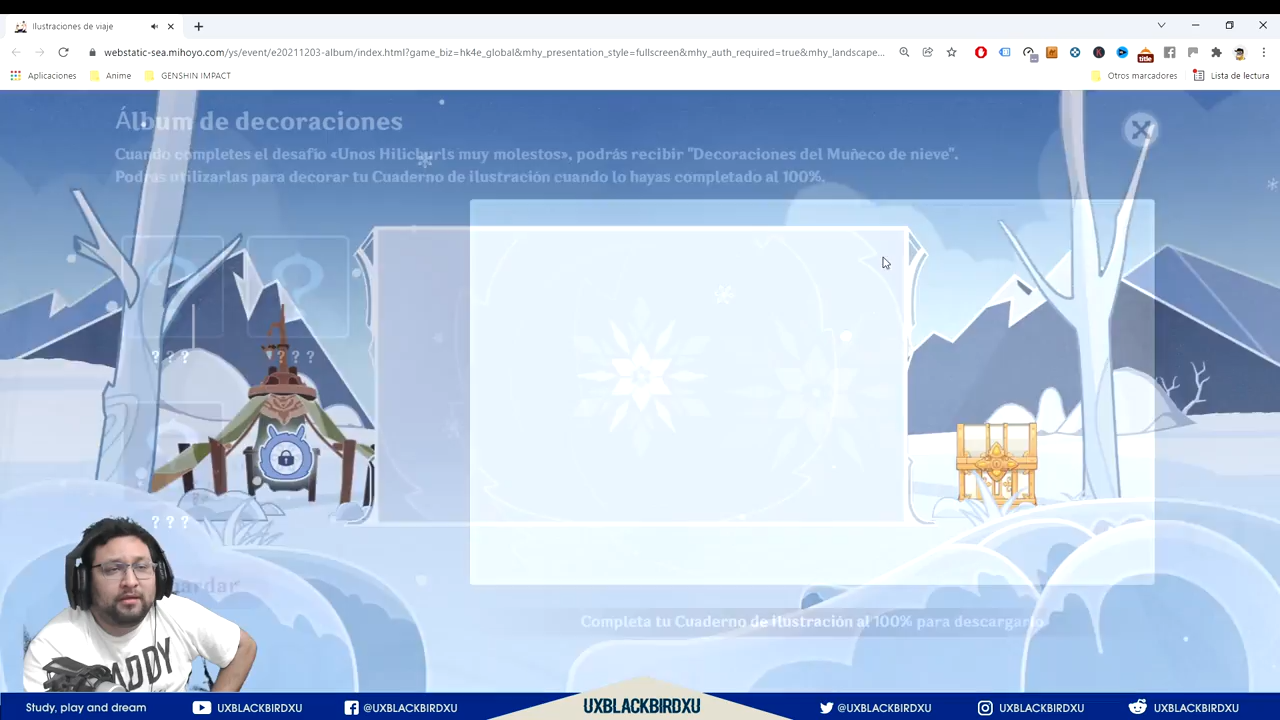 Ilustraciones de viaje
webstatic-sea.mihoyo.com/ys/event/e20211203-album/index.html?game_biz=hk4e_global&mhy_presentation_style=fullscreen&mhy_auth_required=true&mhy_landscape...
Aplicaciones Anime GENSHIN IMPACT Otros marcadores Lista de lectura
Álbum de decoraciones
Cuando completes el desafío «Unos Hilichurls muy molestos», podrás recibir "Decoraciones del Muñeco de nieve".
Podrás utilizarlas para decorar tu Cuaderno de ilustración cuando lo hayas completado al 100%.
? ? ? ? ? ?
? ? ?
Completa tu Cuaderno de ilustración al 100% para descargarlo
Study, play and dream UXBLACKBIRDXU @UXBLACKBIRDXU UXBLACKBIRDXU @UXBLACKBIRDXU @UXBLACKBIRDXU UXBLACKBIRDXU